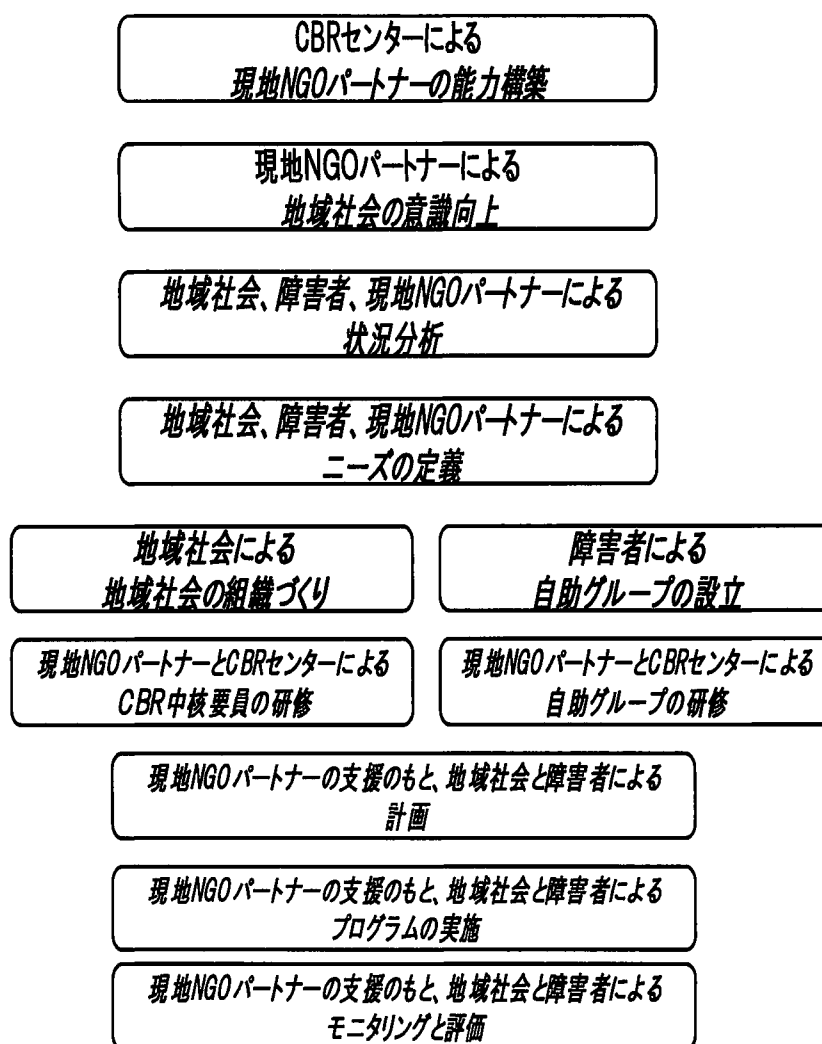 CBRセンターによる
現地NGOパートナーの能力構築
現地NGOパートナーによる
地域社会の意識向上
地域社会、障害者、現地NGOパートナーによる
状況分析
地域社会、障害者、現地NGOパートナーによる
ニーズの定義
地域社会による
地域社会の組織づくり
障害者による
自助グループの設立
現地NGOパートナーとCBRセンターによる
CBR中核要員の研修
現地NGOパートナーとCBRセンターによる
自助グループの研修
現地NGOパートナーの支援のもと、地域社会と障害者による
計画
現地NGOパートナーの支援のもと、地域社会と障害者による
プログラムの実施
現地NGOパートナーの支援のもと、地域社会と障害者による
モニタリングと評価